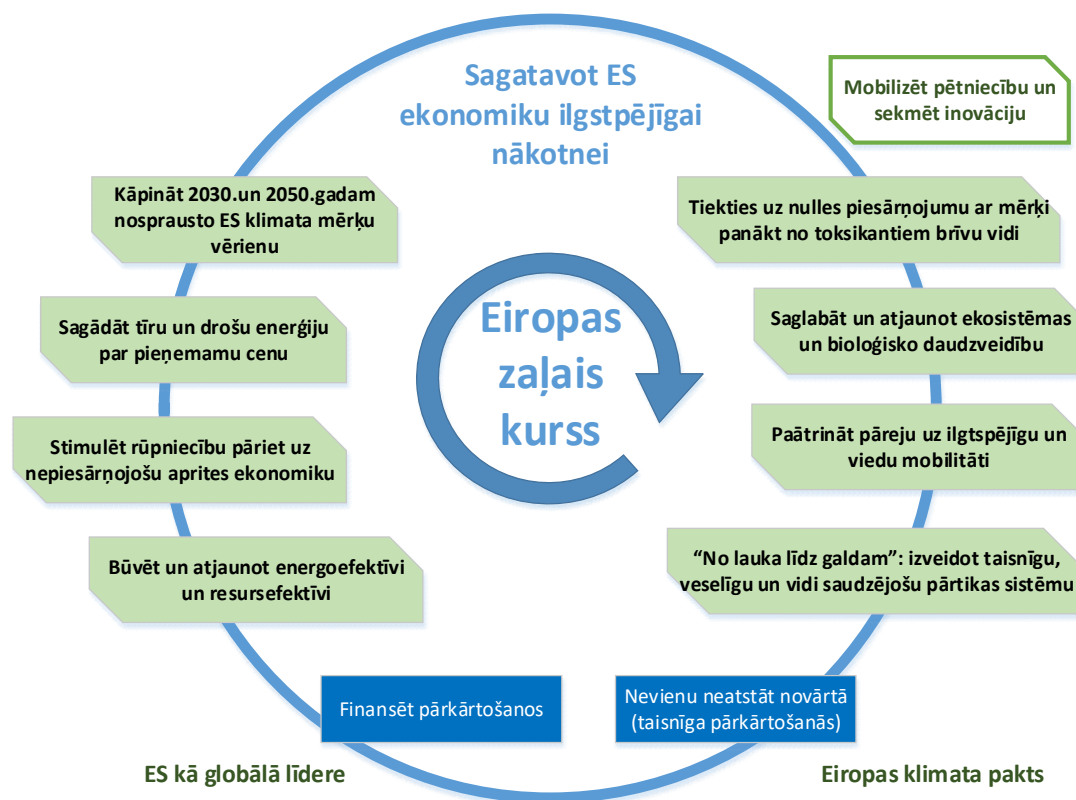 Sagatavot ES
ekonomiku ilgstpējīgai
nākotnei
Mobilizēt pētniecību un
sekmēt inovāciju
Kāpināt 2030.un 2050.gadam
nosprausto ES klimata mērķu
vērienu
Tiekties uz nulles piesārņojumu ar mērķi
panākt no toksikantiem brīvu vidi
Sagādāt tīru un drošu enerģiju
par pieņemamu cenu
Eiropas
zaļais
kurss
Saglabāt un atjaunot ekosistēmas
un bioloģisko daudzveidību
Stimulēt rūpniecību pāriet uz
nepiesārņojošu aprites ekonomiku
Paātrināt pāreju uz ilgtspējīgu un
viedu mobilitāti
Būvēt un atjaunot energoefektīvi
un resursefektīvi
“No lauka līdz galdam”: izveidot taisnīgu,
veselīgu un vidi saudzējošu pārtikas sistēmu
Finansēt pārkārtošanos
Nevienu neatstāt novārtā
(taisnīga pārkārtošanās)
ES kā globālā līdere
Eiropas klimata pakts